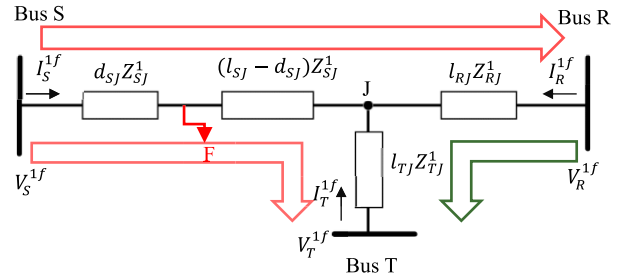 Bus S
Bus R
I_S^{1f}
d_{SJ}Z_{SJ}^1
(l_{SJ} − d_{SJ})Z_{SJ}^1
J
l_{RJ}Z_{RJ}^1
I_R^{1f}
F
l_{TJ}Z_{TJ}^1
V_S^{1f}
I_T^{1f}
V_R^{1f}
V_T^{1f}
Bus T